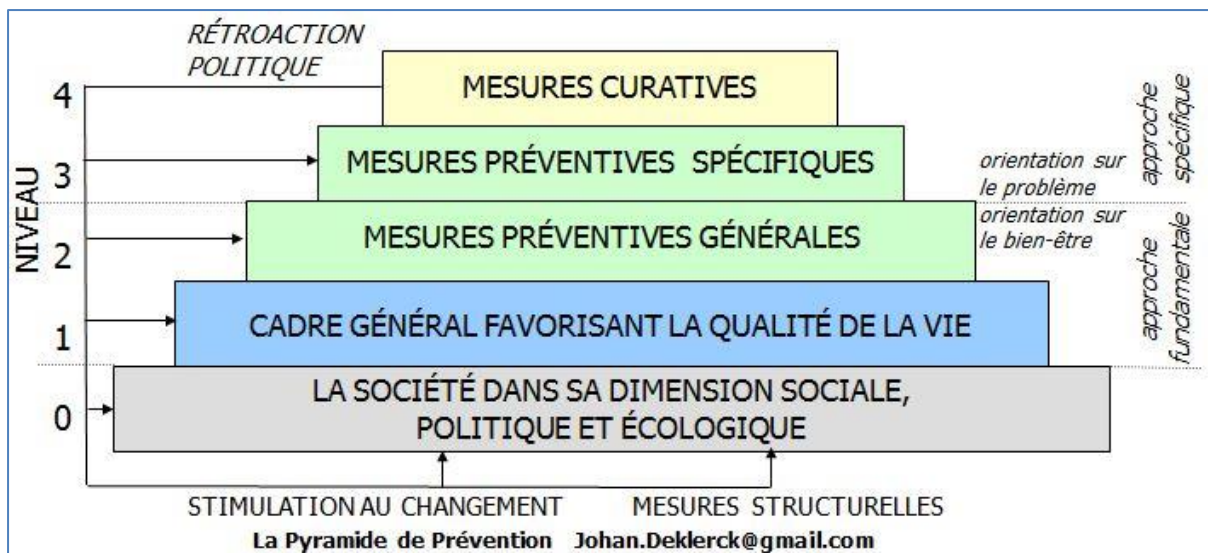 RÉTROACTION
POLITIQUE
NIVEAU
4
MESURES CURATIVES
3
MESURES PRÉVENTIVES SPÉCIFIQUES
orientation sur
le problème
approche
spécifique
2
MESURES PRÉVENTIVES GÉNÉRALES
orientation sur
le bien-être
approche
fundamentale
1
CADRE GÉNÉRAL FAVORISANT LA QUALITÉ DE LA VIE
0
LA SOCIÉTÉ DANS SA DIMENSION SOCIALE,
POLITIQUE ET ÉCOLOGIQUE
STIMULATION AU CHANGEMENT
MESURES STRUCTURELLES
La Pyramide de Prévention Johan.Deklerck@gmail.com